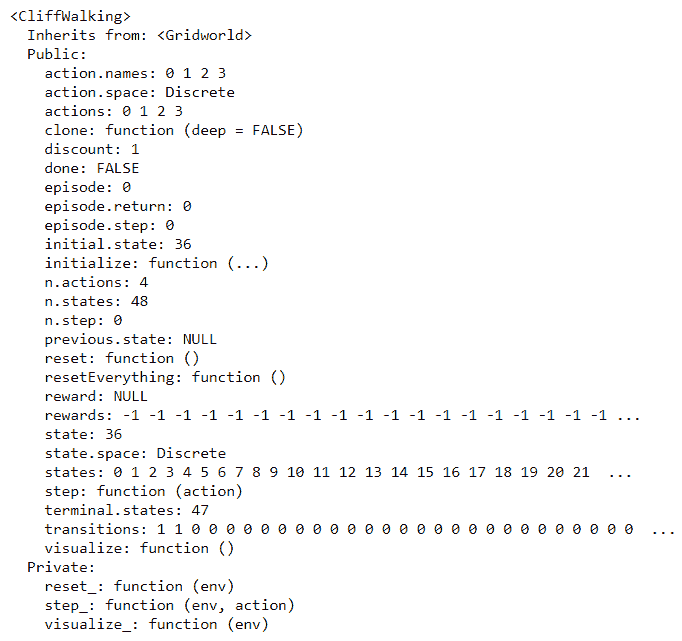 <CliffWalking>
  Inherits from: <Gridworld>
  Public:
    action.names: 0 1 2 3
    action.space: Discrete
    actions: 0 1 2 3
    clone: function (deep = FALSE)
    discount: 1
    done: FALSE
    episode: 0
    episode.return: 0
    episode.step: 0
    initial.state: 36
    initialize: function (...)
    n.actions: 4
    n.states: 48
    n.step: 0
    previous.state: NULL
    reset: function ()
    resetEverything: function ()
    reward: NULL
    rewards: -1 -1 -1 -1 -1 -1 -1 -1 -1 -1 -1 -1 -1 -1 -1 -1 -1 -1 -1 ...
    state: 36
    state.space: Discrete
    states: 0 1 2 3 4 5 6 7 8 9 10 11 12 13 14 15 16 17 18 19 20 21  ...
    step: function (action)
    terminal.states: 47
    transitions: 1 1 0 0 0 0 0 0 0 0 0 0 0 0 0 0 0 0 0 0 0 0 0 0 0 0 0 0  ...
    visualize: function ()
  Private:
    reset_: function (env)
    step_: function (env, action)
    visualize_: function (env)